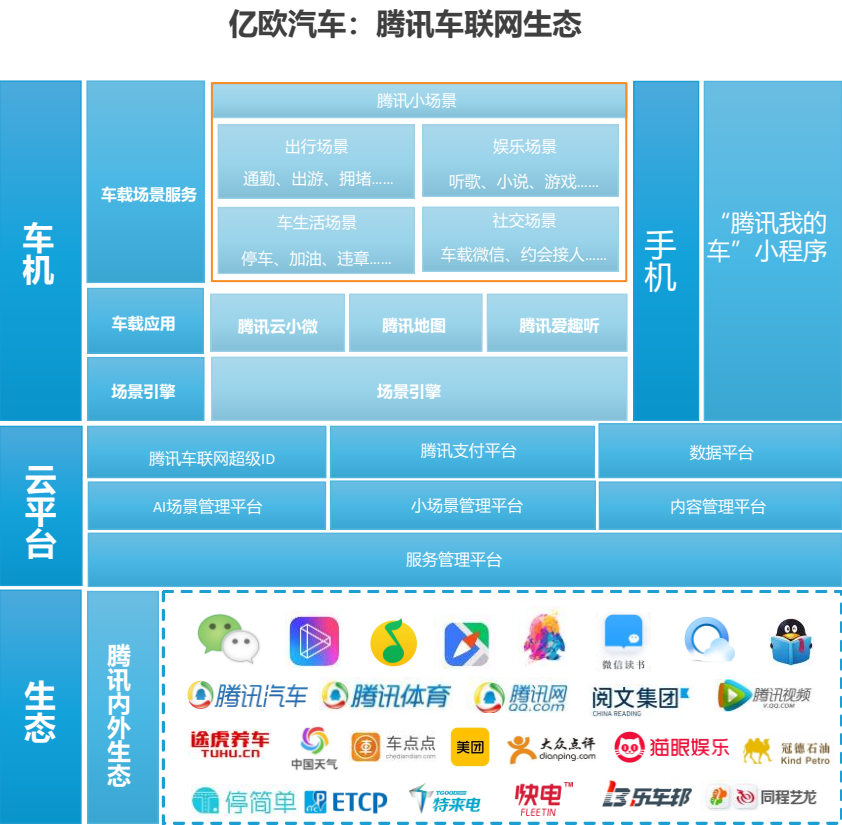 亿欧汽车：腾讯车联网生态
车机
车载场景服务
腾讯小场景
出行场景
通勤、出游、拥堵......
娱乐场景
听歌、小说、游戏......
车生活场景
停车、加油、违章......
社交场景
车载微信、约会接人......
车载应用
腾讯云小微
腾讯地图
腾讯爱趣听
场景引擎
场景引擎
手机
“腾讯我的
车”小程序
云平台
腾讯车联网超级ID
腾讯支付平台
数据平台
AI场景管理平台
小场景管理平台
内容管理平台
服务管理平台
生态
腾讯内外生态
微信读书
腾讯汽车
腾讯体育
腾讯网
QQ.com
阅文集团
CHINA READING
腾讯视频
V.QQ.COM
途虎养车
TUHU.CN
中国天气
车点点
chediandian.com
美团
大众点评
dianping.com
猫眼娱乐
冠德石油
Kind Petro
停简单
ETC
ETCP
TGOOD
特来电
快电™
FLEETIN
乐车邦
同程艺龙